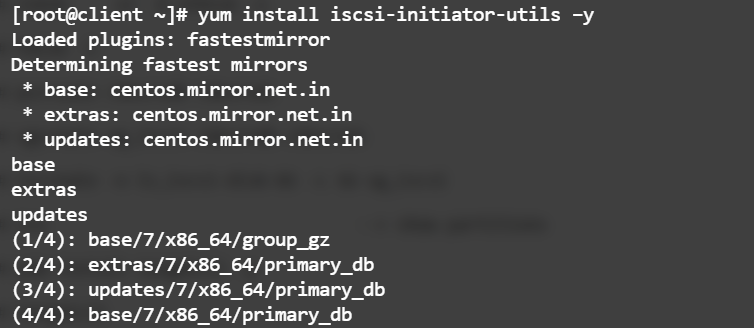 [root@client ~]# yum install iscsi-initiator-utils –y
Loaded plugins: fastestmirror
Determining fastest mirrors
 * base: centos.mirror.net.in
 * extras: centos.mirror.net.in
 * updates: centos.mirror.net.in
base
extras
updates
(1/4): base/7/x86_64/group_gz
(2/4): extras/7/x86_64/primary_db
(3/4): updates/7/x86_64/primary_db
(4/4): base/7/x86_64/primary_db